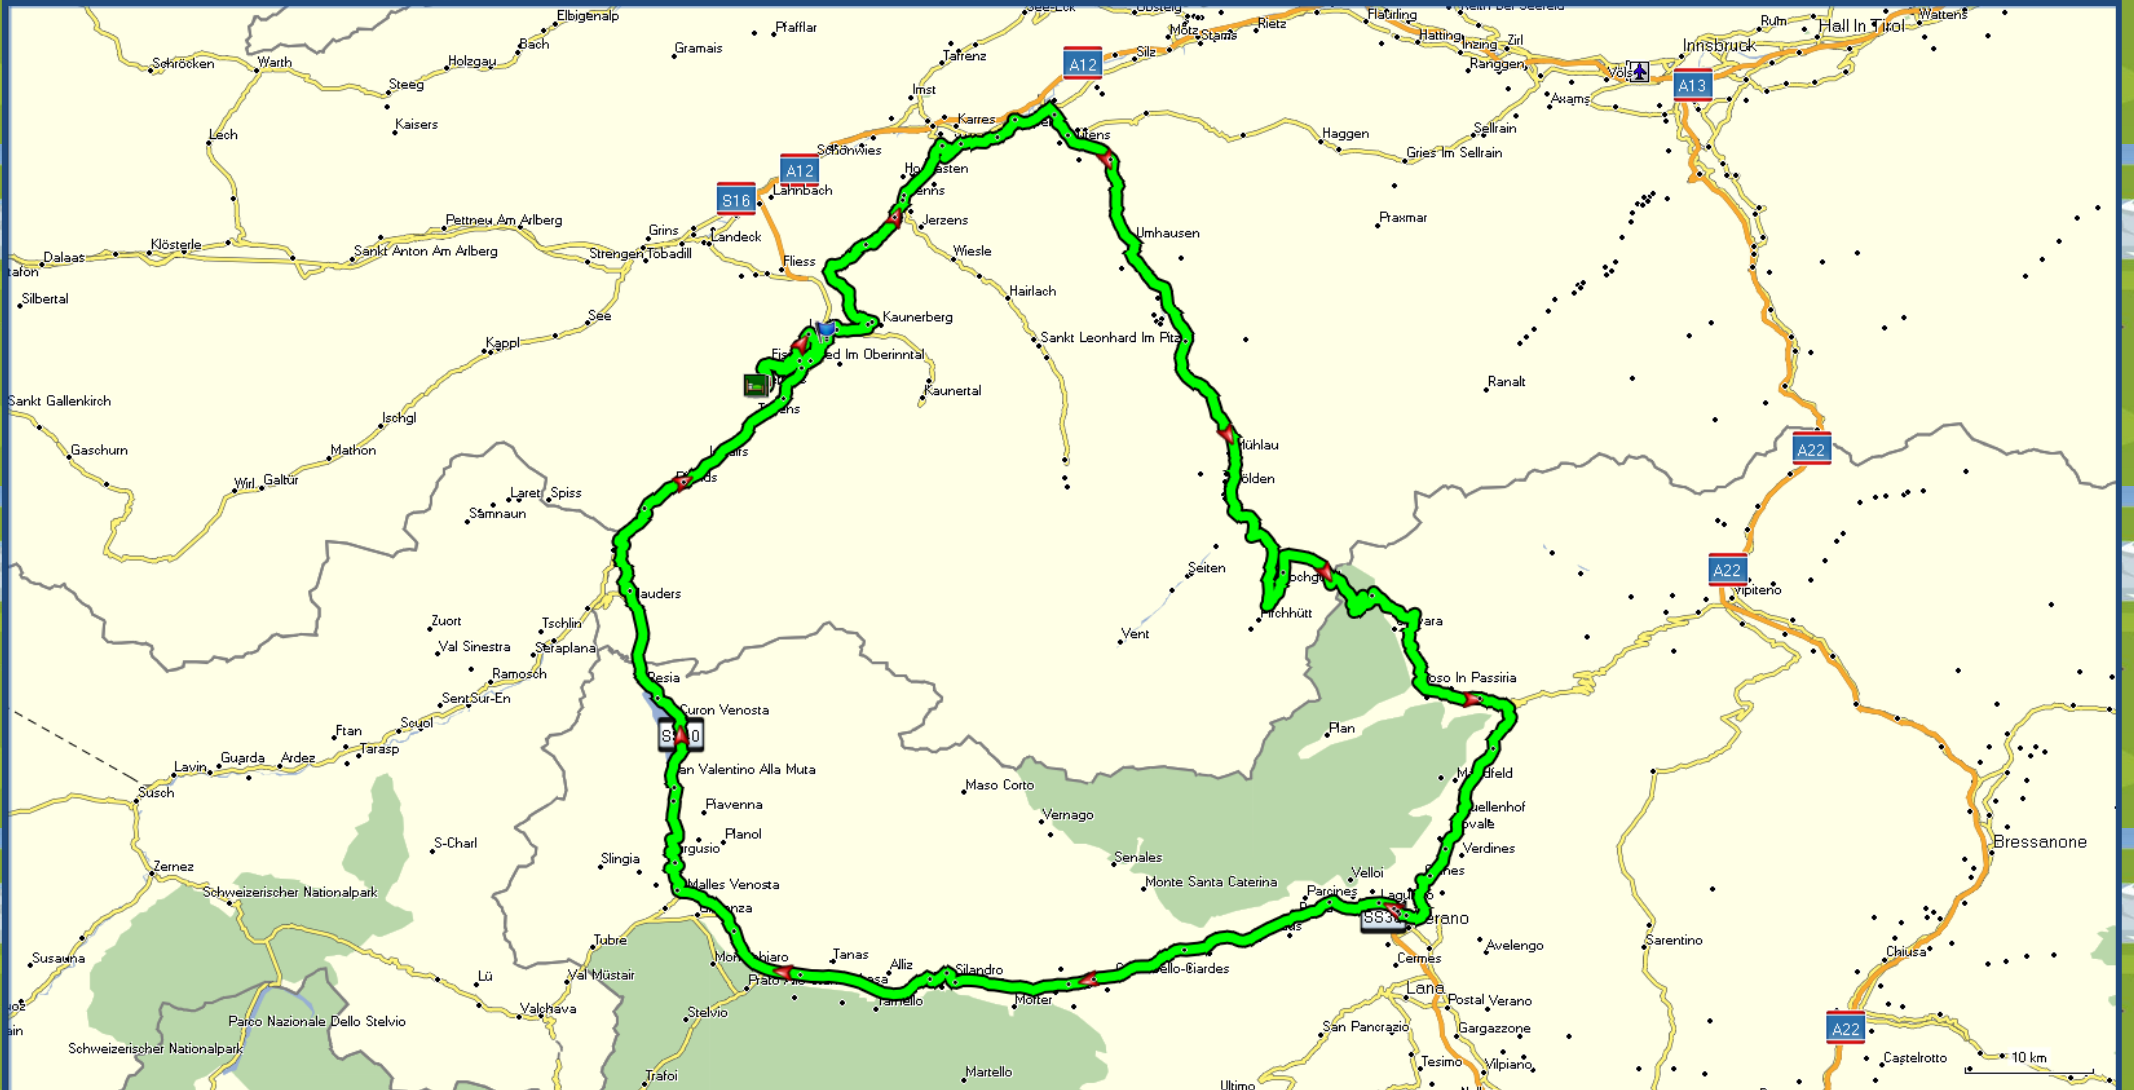 Elbigenalp
Pfafflar
Bach
Gramais
Holzgau
Schröcken
Warth
Steeg
Kaisers
Lech
Tarrenz
Imst
Karres
A12
Silz
Stams
Rietz
Flaurling
Hatting
Inzing
Zirl
Ranggen
Axams
Innsbruck
Rum
Hall In Tirol
Wattens
A13
Schönwies
A12
S16
Lahnbach
Haggen
Sellrain
Gries Im Sellrain
Praxmar
Jerzens
Wiesle
Umhausen
Hairlach
Pettneu Am Arlberg
Klösterle
Dalaas
Sankt Anton Am Arlberg
Grins
Landeck
Strengen
Tobadill
Fliess
Silbertal
See
Kappl
Kaunerberg
Sankt Leonhard Im Pitz
Kaunertal
Ranalt
Sankt Gallenkirch
Ischgl
Gaschurn
Mathon
Wirl
Galtür
Laret
Spiss
Samnaun
Mühlau
A22
A22
Vipiteno
Seiten
Vent
Zuort
Tschlin
Val Sinestra
Seraplana
Ramosch
SentSur-En
Scuol
Ftan
Tarasp
Ardez
Guarda
Lavin
Susch
Curon Venosta
Plan
Maso Corto
Vernago
Piavenna
Planol
S-Charl
Slingia
Senales
Verdines
Bressanone
Zernez
Schweizerischer Nationalpark
Malles Venosta
Monte Santa Caterina
Velloi
Parcines
Susauna
Tubre
Tanas
Alliz
Silandro
Avelengo
Sarentino
Chiusa
Cermes
Lü
Val Müstair
Valchava
Stelvio
Morter
Lana
Postal
Verano
Parco Nazionale Dello Stelvio
San Pancrazio
Gargazzone
A22
Schweizerischer Nationalpark
Trafoi
Martello
Tesimo
Vilpiano
Castelrotto
Ultimo
10 km